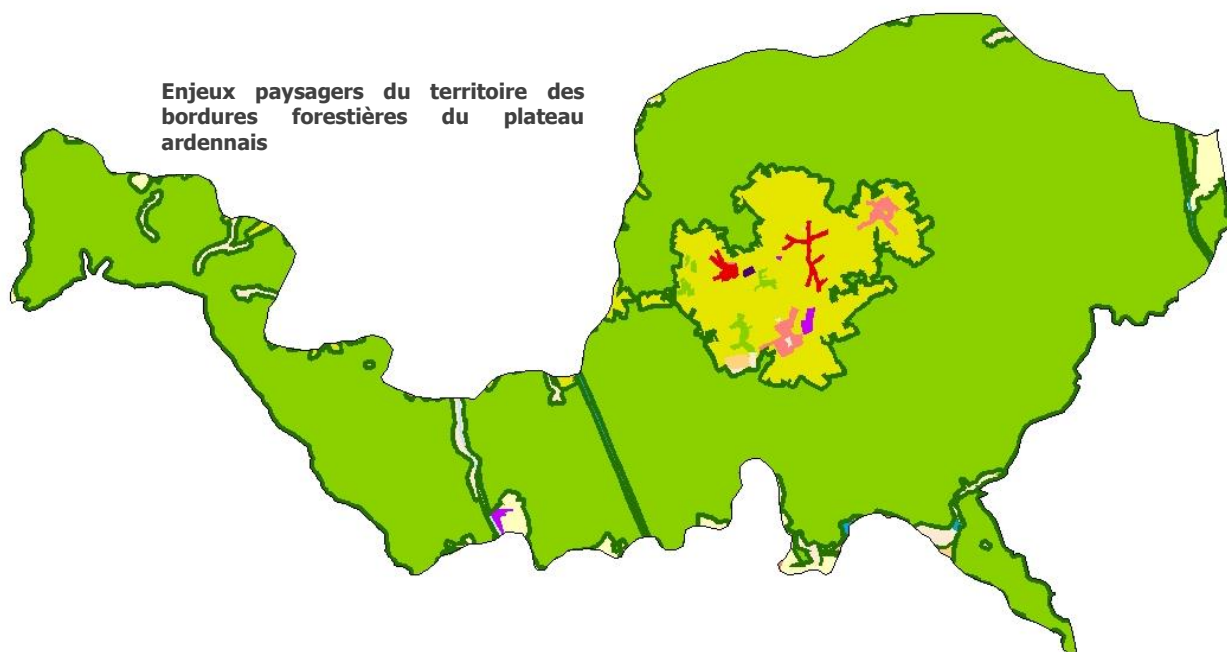 Enjeux paysagers du territoire des
bordures forestières du plateau
ardennais